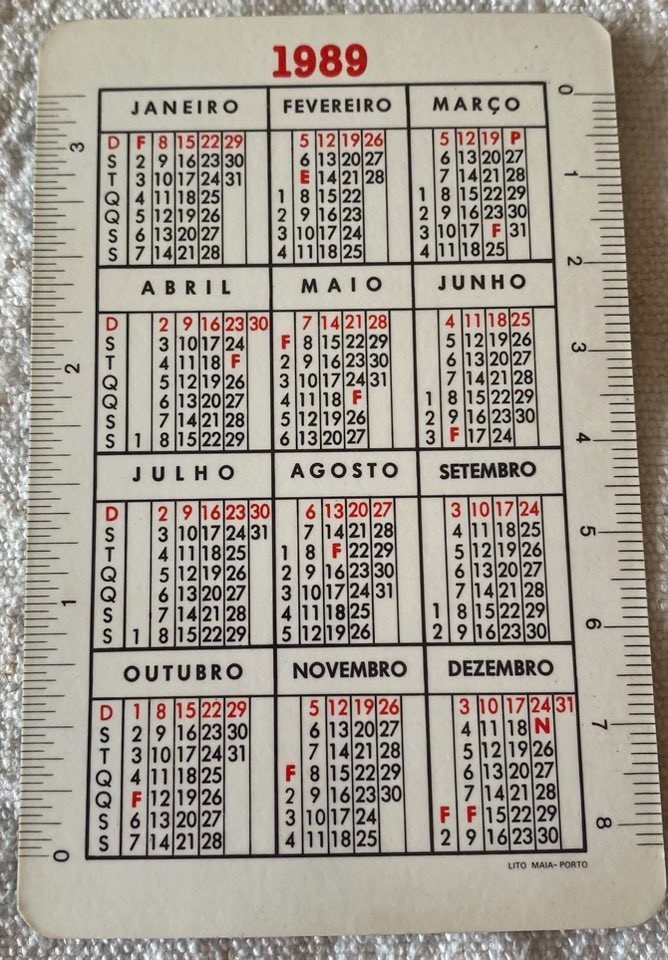 1989
JANEIRO FEVEREIRO MARÇO
D F 8 15 22 29 5 12 19 26 5 12 19 P
S 2 9 16 23 30 6 13 20 27 6 13 20 27
T 3 10 17 24 31 E 14 21 28 7 14 21 28
Q 4 11 18 25 1 8 15 22 1 8 15 22 29
Q 5 12 19 26 2 9 16 23 2 9 16 23 30
S 6 13 20 27 3 10 17 24 3 10 17 F 31
S 7 14 21 28 4 11 18 25 4 11 18 25
ABRIL MAIO JUNHO
D 2 9 16 23 30 7 14 21 28 4 11 18 25
S 3 10 17 24 F 8 15 22 29 5 12 19 26
T 4 11 18 F 2 9 16 23 30 6 13 20 27
Q 5 12 19 26 3 10 17 24 31 7 14 21 28
Q 6 13 20 27 4 11 18 F 1 8 15 22 29
S 7 14 21 28 5 12 19 26 2 9 16 23 30
S 1 8 15 22 29 6 13 20 27 3 F 17 24
JULHO AGOSTO SETEMBRO
D 2 9 16 23 30 6 13 20 27 3 10 17 24
S 3 10 17 24 31 7 14 21 28 4 11 18 25
T 4 11 18 25 1 8 F 22 29 5 12 19 26
Q 5 12 19 26 2 9 16 23 30 6 13 20 27
Q 6 13 20 27 3 10 17 24 31 7 14 21 28
S 7 14 21 28 4 11 18 25 1 8 15 22 29
S 1 8 15 22 29 5 12 19 26 2 9 16 23 30
OUTUBRO NOVEMBRO DEZEMBRO
D 1 8 15 22 29 5 12 19 26 3 10 17 24 31
S 2 9 16 23 30 6 13 20 27 4 11 18 N
T 3 10 17 24 31 7 14 21 28 5 12 19 26
Q 4 11 18 25 F 8 15 22 29 6 13 20 27
Q F 12 19 26 2 9 16 23 30 7 14 21 28
S 6 13 20 27 3 10 17 24 F F 15 22 29
S 7 14 21 28 4 11 18 25 2 9 16 23 30
LITO MAIA-PORTO
3
2
1
0
0
1
2
3
4
5
6
7
8